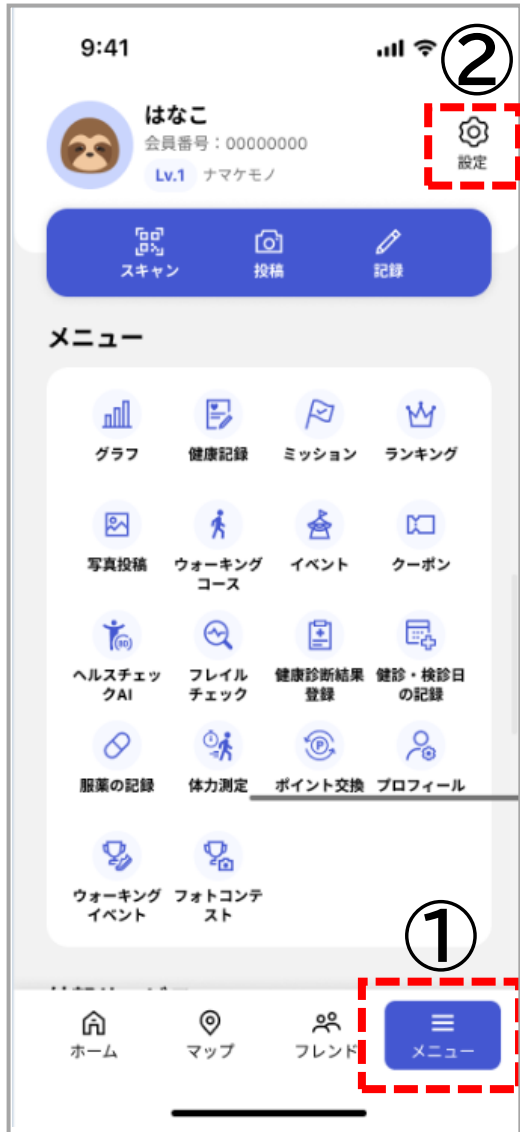 9:41
②
はなこ
会員番号：00000000
Lv.1 ナマケモノ
設定
スキャン 投稿 記録
メニュー
グラフ 健康記録 ミッション ランキング
写真投稿 ウォーキング イベント クーポン
コース
ヘルスチェッ フレイル 健康診断結果 健診・検診日
クAI チェック 登録 の記録
服薬の記録 体力測定 ポイント交換 プロフィール
ウォーキング フォトコンテ
イベント スト
①
ホーム マップ フレンド メニュー